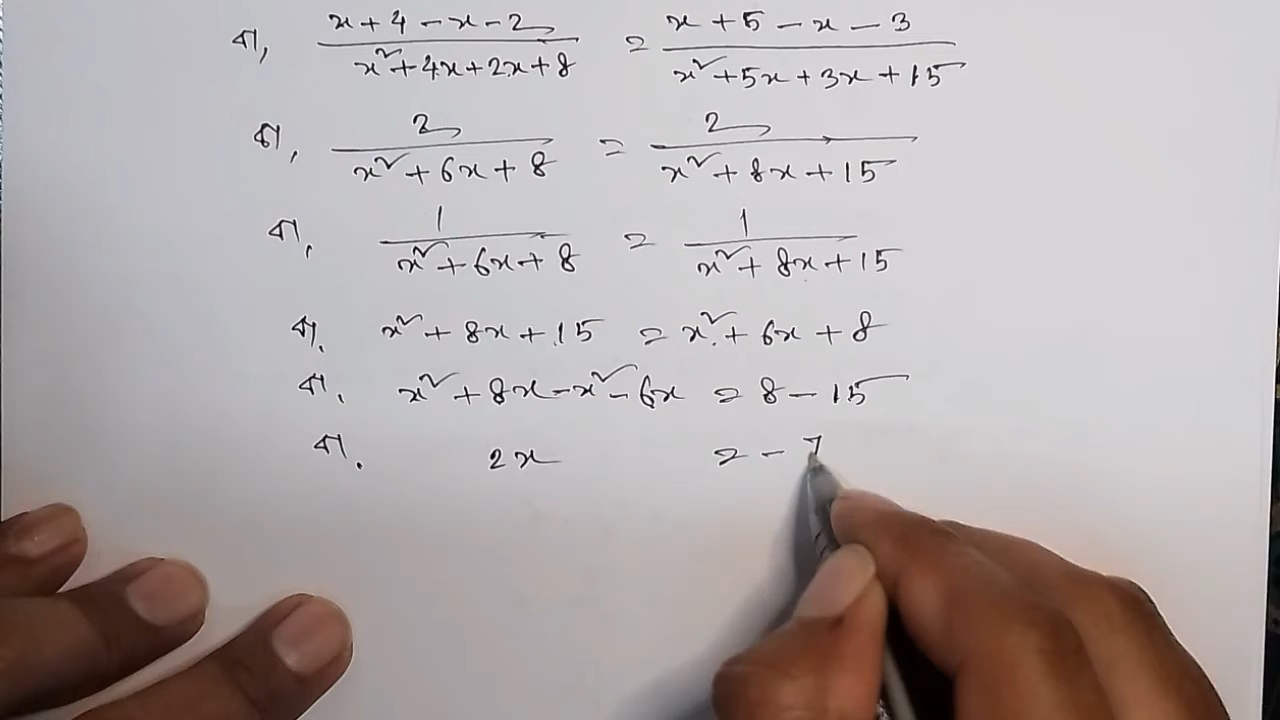 বা, (x + 4 - x - 2)/(x² + 4x + 2x + 8) = (x + 5 - x - 3)/(x² + 5x + 3x + 15)
বা, 2/(x² + 6x + 8) = 2/(x² + 8x + 15)
বা, 1/(x² + 6x + 8) = 1/(x² + 8x + 15)
বা, x² + 8x + 15 = x² + 6x + 8
বা, x² + 8x - x² - 6x = 8 - 15
বা, 2x = - 7